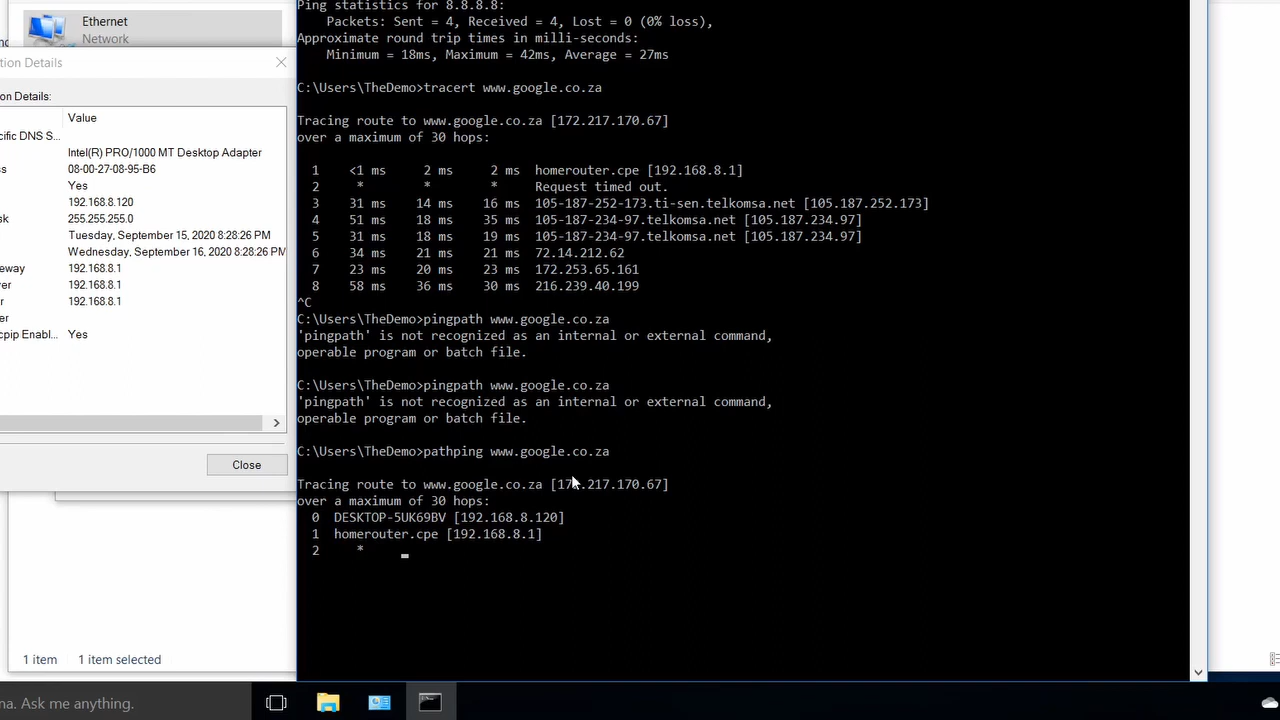 Ethernet
Network
tion Details
on Details:
Value
cific DNS S...
Intel(R) PRO/1000 MT Desktop Adapter
ss 08-00-27-08-95-B6
Yes
192.168.8.120
sk 255.255.255.0
Tuesday, September 15, 2020 8:28:26 PM
Wednesday, September 16, 2020 8:28:26 PM
eway 192.168.8.1
er 192.168.8.1
r 192.168.8.1
er
cpip Enabl... Yes
Close
1 item 1 item selected
Ping statistics for 8.8.8.8:
Packets: Sent = 4, Received = 4, Lost = 0 (0% loss),
Approximate round trip times in milli-seconds:
Minimum = 18ms, Maximum = 42ms, Average = 27ms
C:\Users\TheDemo>tracert www.google.co.za
Tracing route to www.google.co.za [172.217.170.67]
over a maximum of 30 hops:
1 <1 ms 2 ms 2 ms homerouter.cpe [192.168.8.1]
2 * * * Request timed out.
3 31 ms 14 ms 16 ms 105-187-252-173.ti-sen.telkomsa.net [105.187.252.173]
4 51 ms 18 ms 35 ms 105-187-234-97.telkomsa.net [105.187.234.97]
5 31 ms 18 ms 19 ms 105-187-234-97.telkomsa.net [105.187.234.97]
6 34 ms 21 ms 21 ms 72.14.212.62
7 23 ms 20 ms 23 ms 172.253.65.161
8 58 ms 36 ms 30 ms 216.239.40.199
^C
C:\Users\TheDemo>pingpath www.google.co.za
'pingpath' is not recognized as an internal or external command,
operable program or batch file.
C:\Users\TheDemo>pingpath www.google.co.za
'pingpath' is not recognized as an internal or external command,
operable program or batch file.
C:\Users\TheDemo>pathping www.google.co.za
Tracing route to www.google.co.za [172.217.170.67]
over a maximum of 30 hops:
0 DESKTOP-5UK69BV [192.168.8.120]
1 homerouter.cpe [192.168.8.1]
2 *
na. Ask me anything.